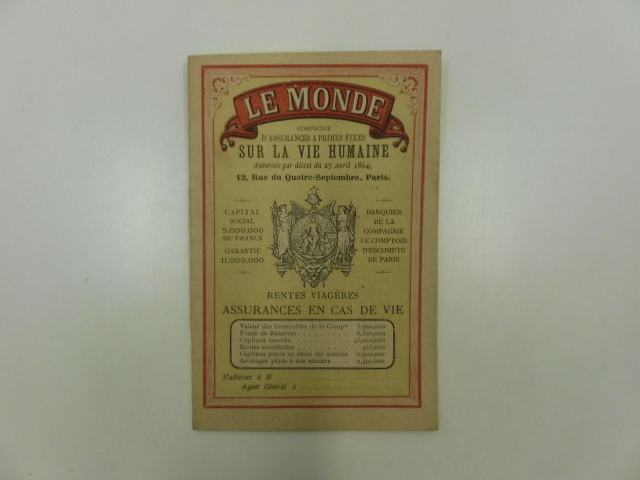 LE MONDE
COMPAGNIE
D'ASSURANCES A PRIMES FIXES
SUR LA VIE HUMAINE
Autorisée par décret du 27 Avril 1864,
12, Rue du Quatre-Septembre, Paris.
CAPITAL
SOCIAL
5.000.000
DE FRANCS
GARANTIE
11.000.000
BANQUIER
DE LA
COMPAGNIE
LE COMPTOIR
D'ESCOMPTE
DE PARIS
RENTES VIAGÈRES
ASSURANCES EN CAS DE VIE
Valeur des Immeubles de la Compie
Fonds de Réserves
Capitaux assurés
Rentes constituées
Capitaux payés au décès des assurés
Arrérages payés à nos rentiers
S'adresser à M
Agent Général à